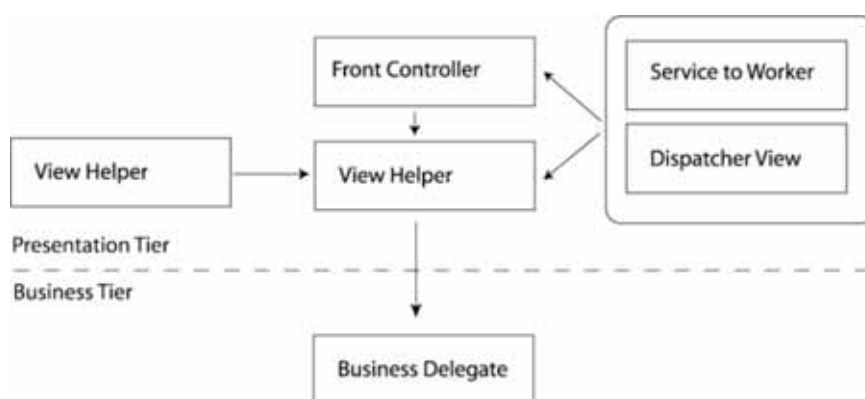 Front Controller
Service to Worker
View Helper
View Helper
Dispatcher View
Presentation Tier
Business Tier
Business Delegate